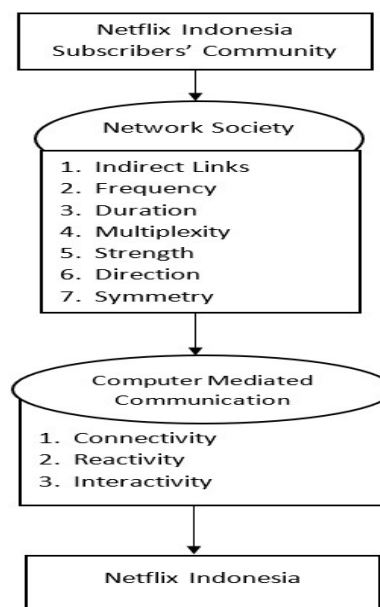 Netflix Indonesia
Subscribers’ Community
Network Society
1. Indirect Links
2. Frequency
3. Duration
4. Multiplexity
5. Strength
6. Direction
7. Symmetry
Computer Mediated
Communication
1. Connectivity
2. Reactivity
3. Interactivity
Netflix Indonesia